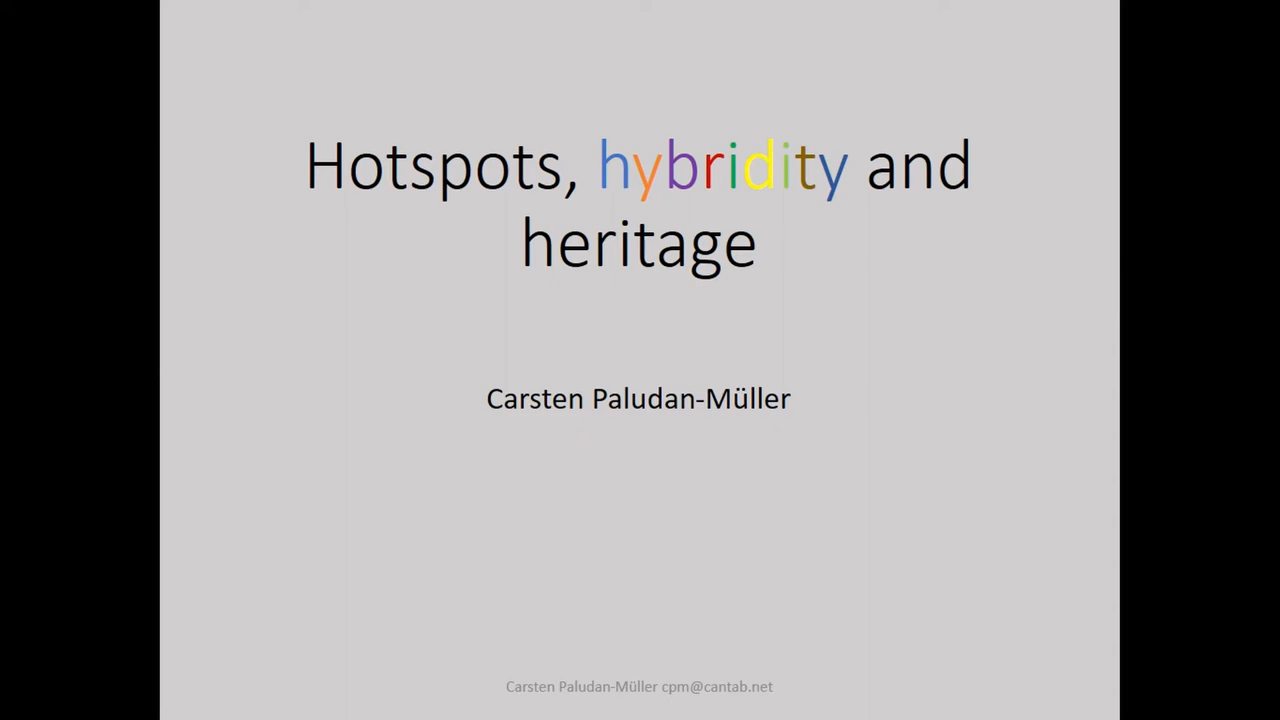 Hotspots, hybridity and
heritage
Carsten Paludan-Müller
Carsten Paludan-Müller cpm@cantab.net